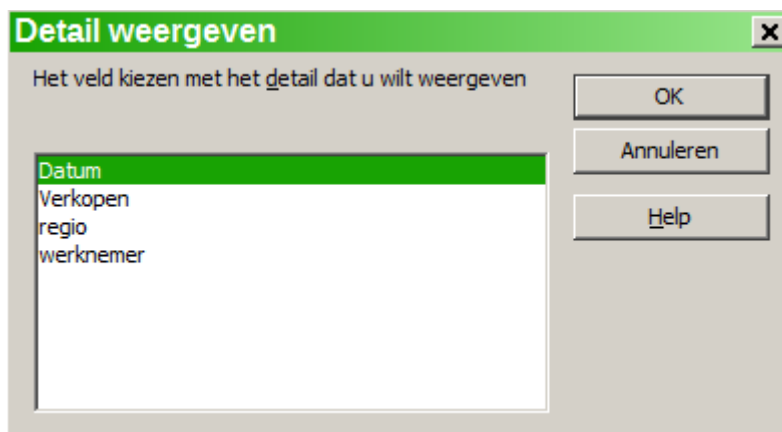 Detail weergeven
Het veld kiezen met het detail dat u wilt weergeven
OK
Annuleren
Help
Datum
Verkopen
regio
werknemer